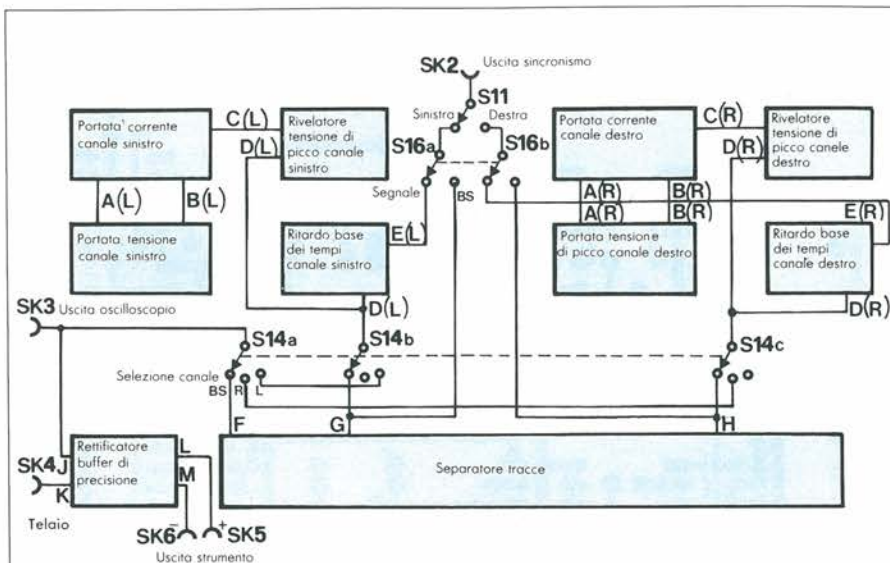 SK2 Uscita sincronismo
S11
Sinistra
Destra
S16a
S16b
Segnale
BS
Portata' corrente
canale sinistro
C(L)
D(L)
Rivelatore
tensione di
picco canale
sinistro
A(L)
B(L)
Portata, tensione
canale sinistro
Ritardo base
dei tempi
canale sinistro
E(L)
D(L)
Portata corrente
canale destro
C(R)
D(R)
Rivelatore
tensione di
picco canele
destro
A(R)
B(R)
A(R)
B(R)
E(R)
Portata tensione
di picco canale destro
Ritardo base
dei tempi
canale destro
D(R)
SK3 Uscita oscilloscopio
S14a
S14b
S14c
Selezione canale
BS
R
L
F
G
H
SK4
J
K
Rettificatore
buffer di
precisione
L
M
Separatore tracce
Telaio
SK6 −
+ SK5
Uscita strumento